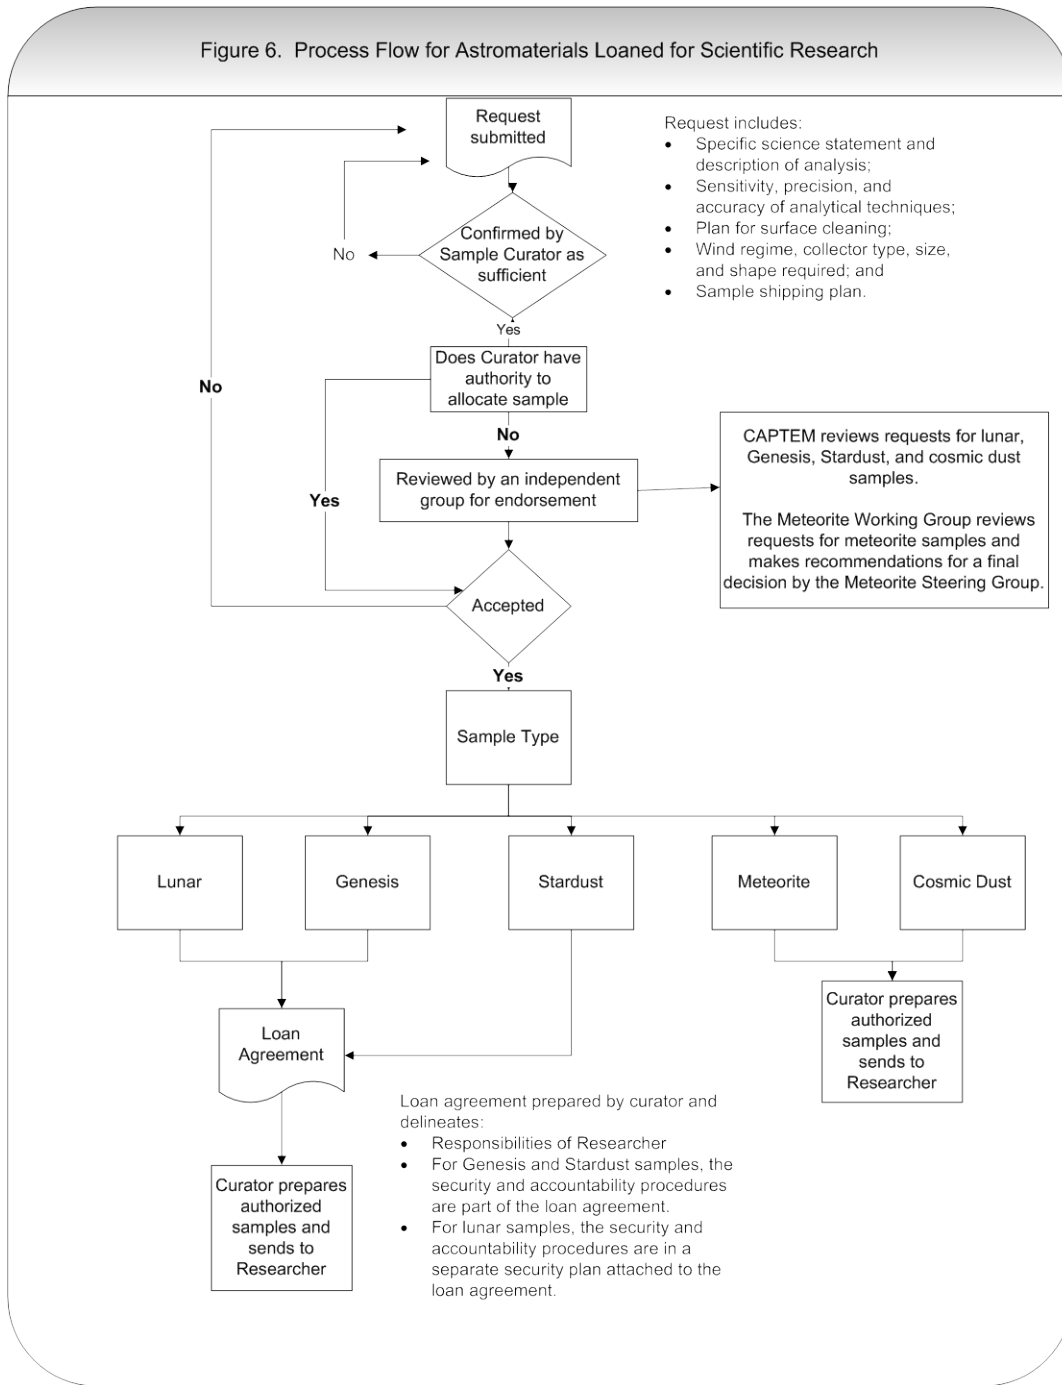 Figure 6.  Process Flow for Astromaterials Loaned for Scientific Research
Request
submitted
Request includes:
• Specific science statement and
description of analysis;
• Sensitivity, precision, and
accuracy of analytical techniques;
• Plan for surface cleaning;
• Wind regime, collector type, size,
and shape required; and
• Sample shipping plan.
Confirmed by
Sample Curator as
sufficient
No
Yes
Does Curator have
authority to
allocate sample
No
No
Yes
Reviewed by an independent
group for endorsement
CAPTEM reviews requests for lunar,
Genesis, Stardust, and cosmic dust
samples.
The Meteorite Working Group reviews
requests for meteorite samples and
makes recommendations for a final
decision by the Meteorite Steering Group.
Accepted
Yes
Sample Type
Lunar
Genesis
Stardust
Meteorite
Cosmic Dust
Loan
Agreement
Curator prepares
authorized
samples and
sends to
Researcher
Loan agreement prepared by curator and
delineates:
• Responsibilities of Researcher
• For Genesis and Stardust samples, the
security and accountability procedures
are part of the loan agreement.
• For lunar samples, the security and
accountability procedures are in a
separate security plan attached to the
loan agreement.
Curator prepares
authorized
samples and
sends to
Researcher